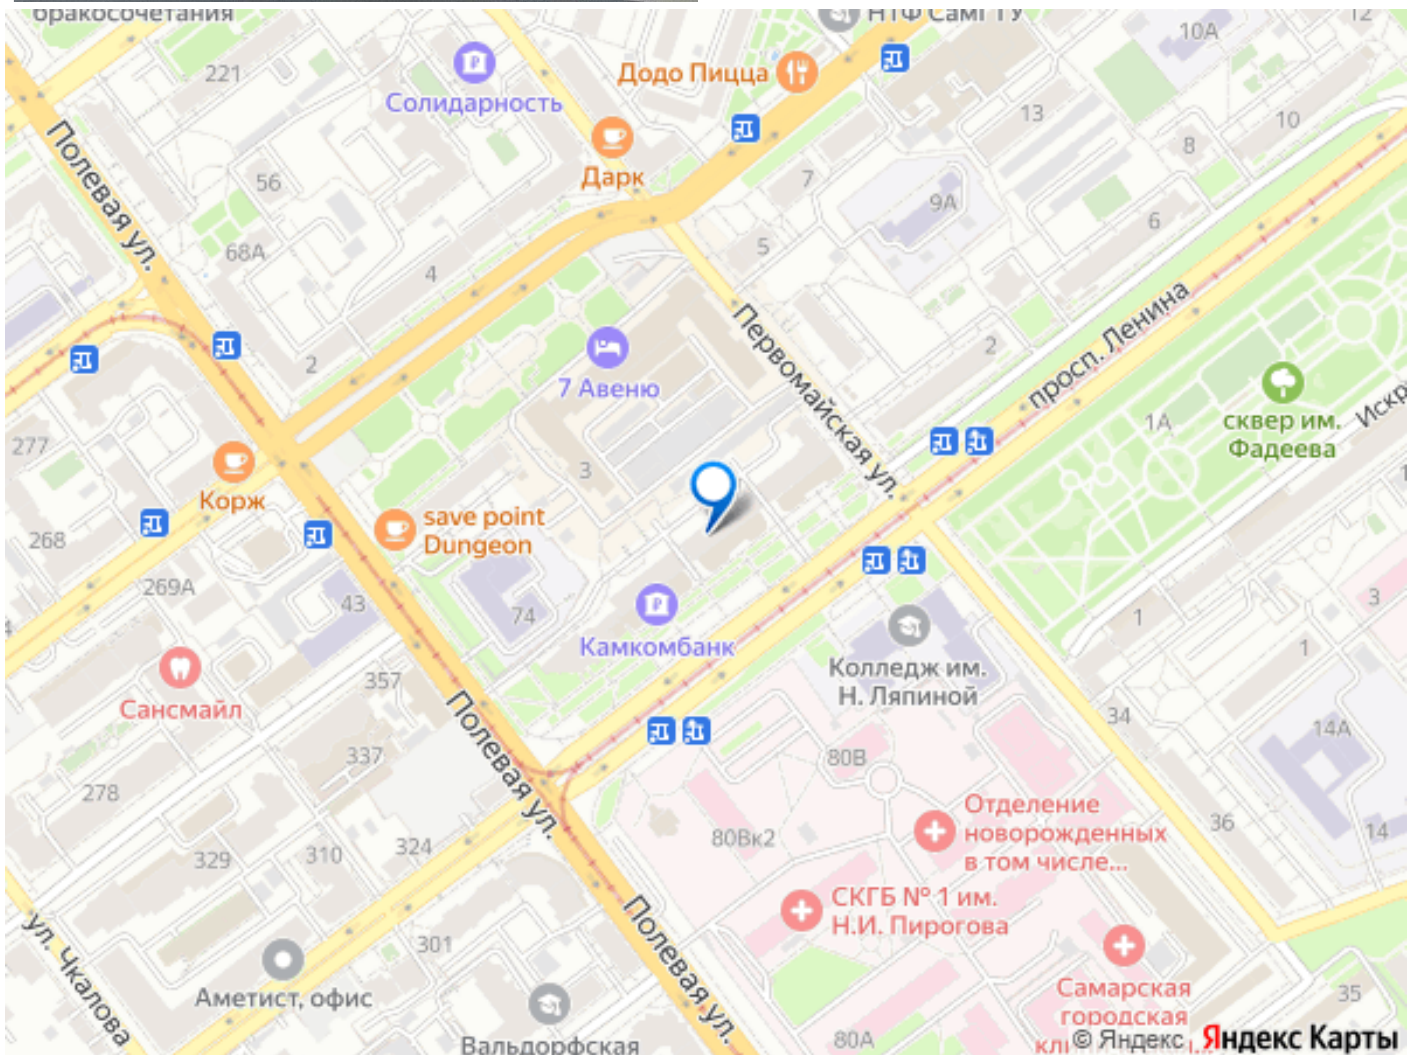 бракосочетания
НТФ СамГТУ
12
10А
221
Додо Пицца
Солидарность
13
10
Полевая ул.
8
Дарк
56
7
9А
6
68А
5
4
просп. Ленина
Первомайская ул.
2
2
7 Авеню
1А
сквер им.
Фадеева
277
3
Корж
save point
Dungeon
268
269А
43
74
3
1
Камкомбанк
1
Колледж им.
Н. Ляпиной
Сансмайл
357
Полевая ул.
34
14А
337
80В
278
Отделение
новорожденных
в том числе...
36
14
80Вк2
324
310
329
СКГБ № 1 им.
Н.И. Пирогова
ул. Чкалова
301
Полевая ул.
Аметист, офис
Самарская
городская
35
Вальдорфская
80А
© Яндекс Яндекс Карты